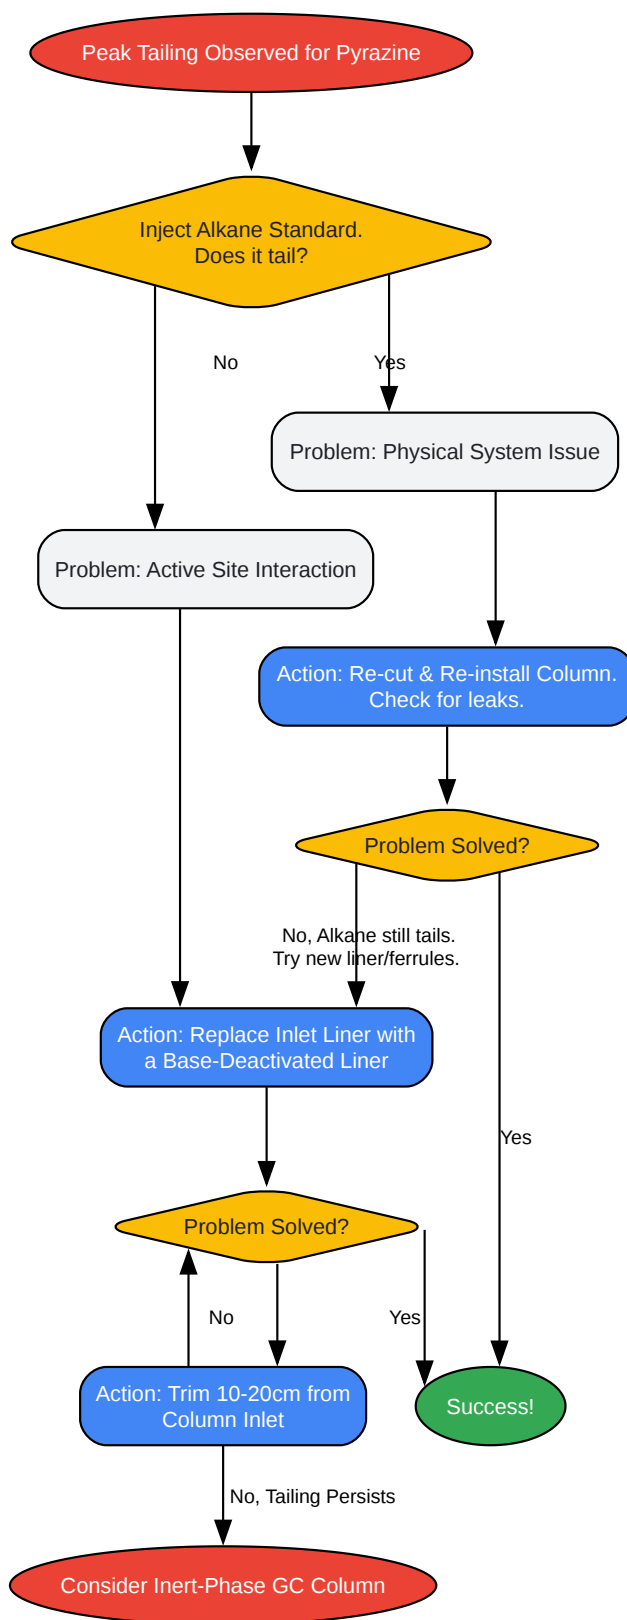 Peak Tailing Observed for Pyrazine
Inject Alkane Standard.
Does it tail?
No
Yes
Problem: Physical System Issue
Problem: Active Site Interaction
Action: Re-cut & Re-install Column.
Check for leaks.
Problem Solved?
No, Alkane still tails.
Try new liner/ferrules.
Action: Replace Inlet Liner with
a Base-Deactivated Liner
Yes
Problem Solved?
No
Yes
Action: Trim 10-20cm from
Column Inlet
Success!
No, Tailing Persists
Consider Inert-Phase GC Column